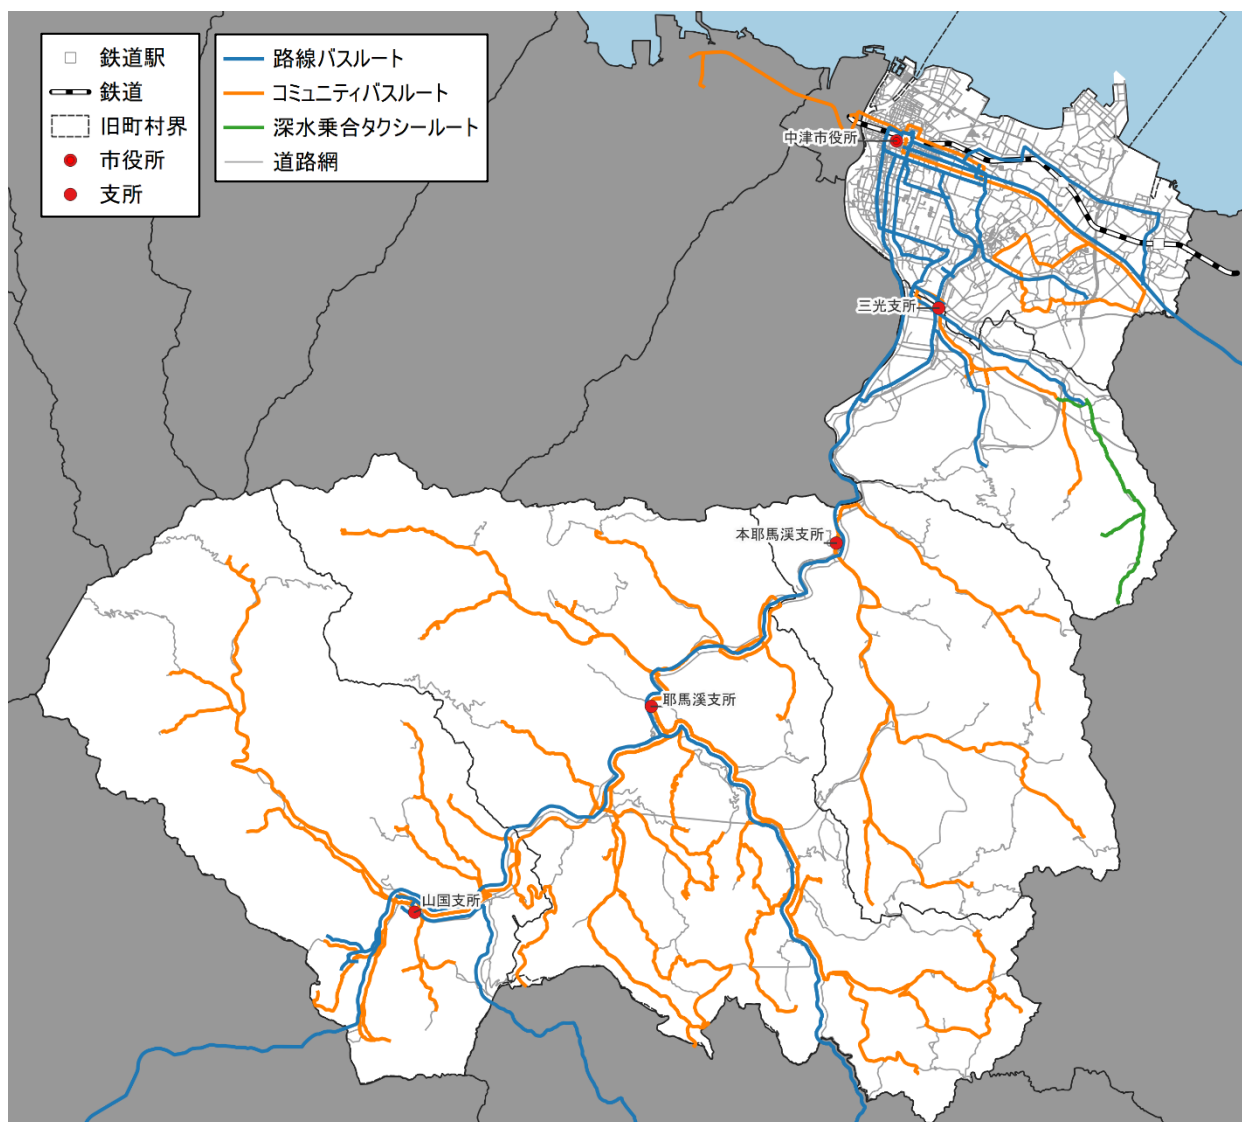 鉄道駅
鉄道
旧町村界
市役所
支所
路線バスルート
コミュニティバスルート
深水乗合タクシールート
道路網
中津市役所
三光支所
本耶馬溪支所
耶馬溪支所
山国支所